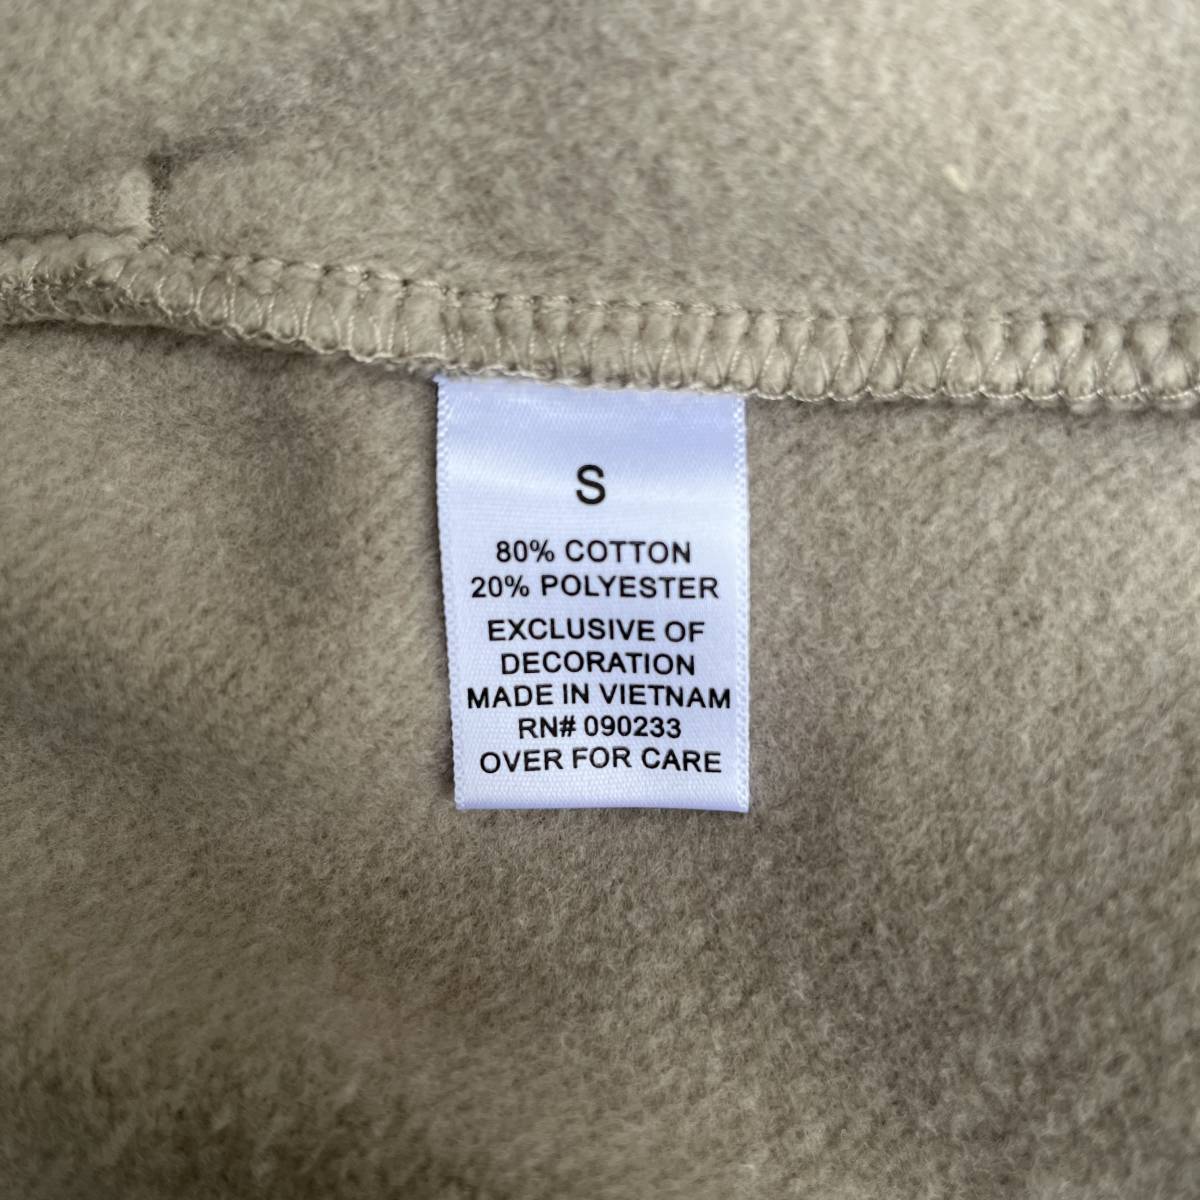 S
80% COTTON
20% POLYESTER
EXCLUSIVE OF
DECORATION
MADE IN VIETNAM
RN# 090233
OVER FOR CARE